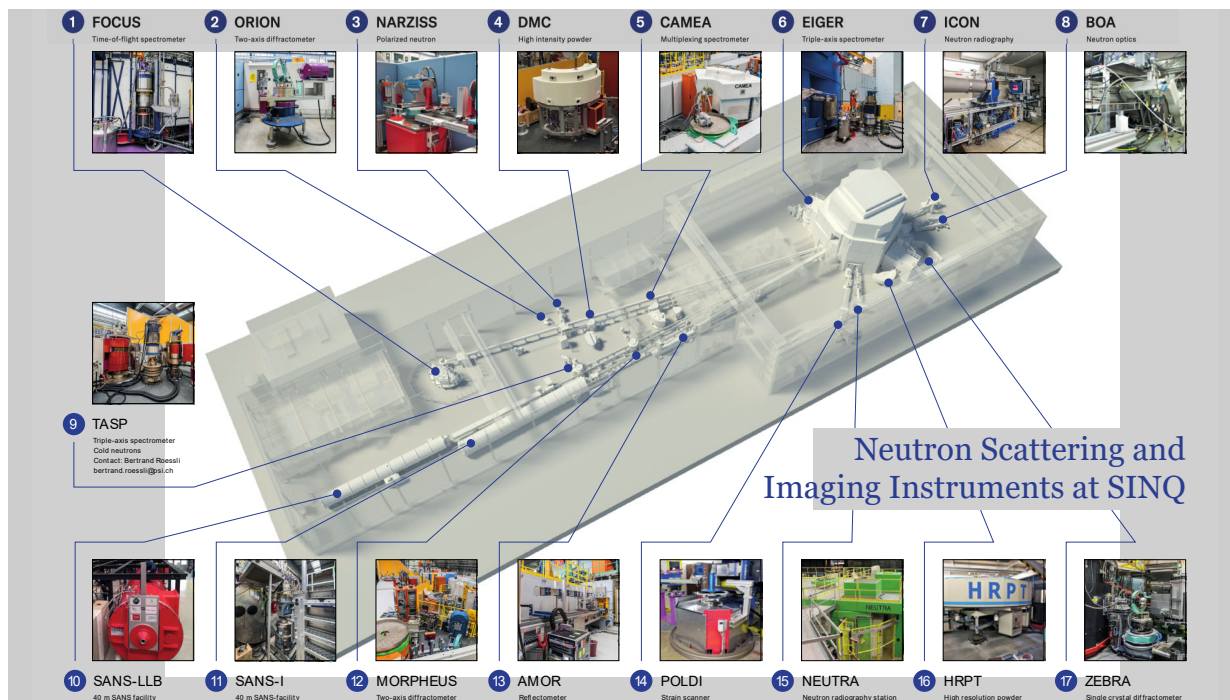 1 FOCUS
Time-of-flight spectrometer
2 ORION
Two-axis diffractometer
3 NARZISS
Polarized neutron
4 DMC
High intensity powder
5 CAMEA
Multiplexing spectrometer
6 EIGER
Triple-axis spectrometer
7 ICON
Neutron radiography
8 BOA
Neutron optics
CAMEA
9 TASP
Triple-axis spectrometer
Cold neutrons
Contact: Bertrand Roessli
bertrand.roessli@psi.ch
Neutron Scattering and
Imaging Instruments at SINQ
NEUTRA
HRPT
10 SANS-LLB
40 m SANS facility
11 SANS-I
40 m SANS-facility
12 MORPHEUS
Two-axis diffractometer
13 AMOR
Reflectometer
14 POLDI
Strain scanner
15 NEUTRA
Neutron radiography station
16 HRPT
High resolution powder
17 ZEBRA
Single crystal diffractometer